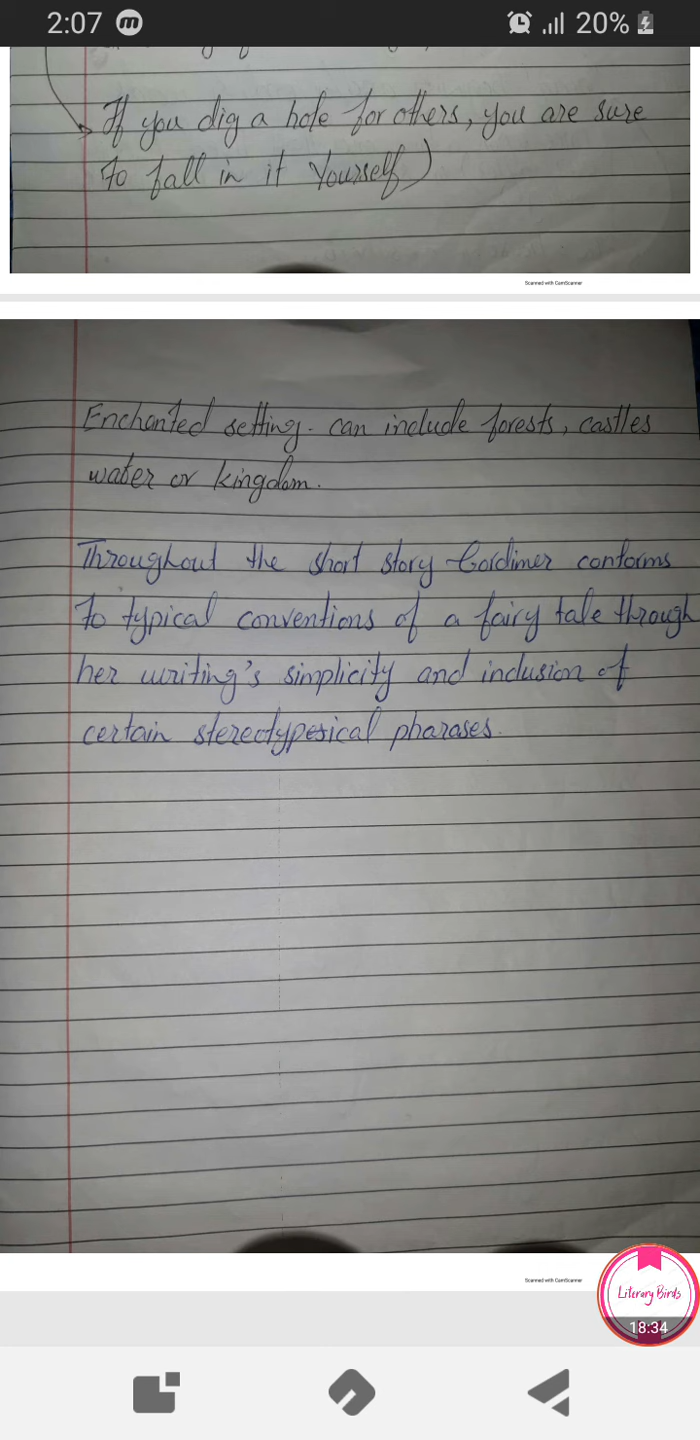 2:07 m 20%
If you dig a hole for others, you are sure
to fall in it Yourself)
Scanned with CamScanner
Enchanted setting - can include forests, castles
water or kingdom.
Throughout the short story Gordimer conforms
to typical conventions of a fairy tale through
her writing's simplicity and inclusion of
certain stereotypesical pharases.
Scanned with CamScanner
Literary Birds
18:34